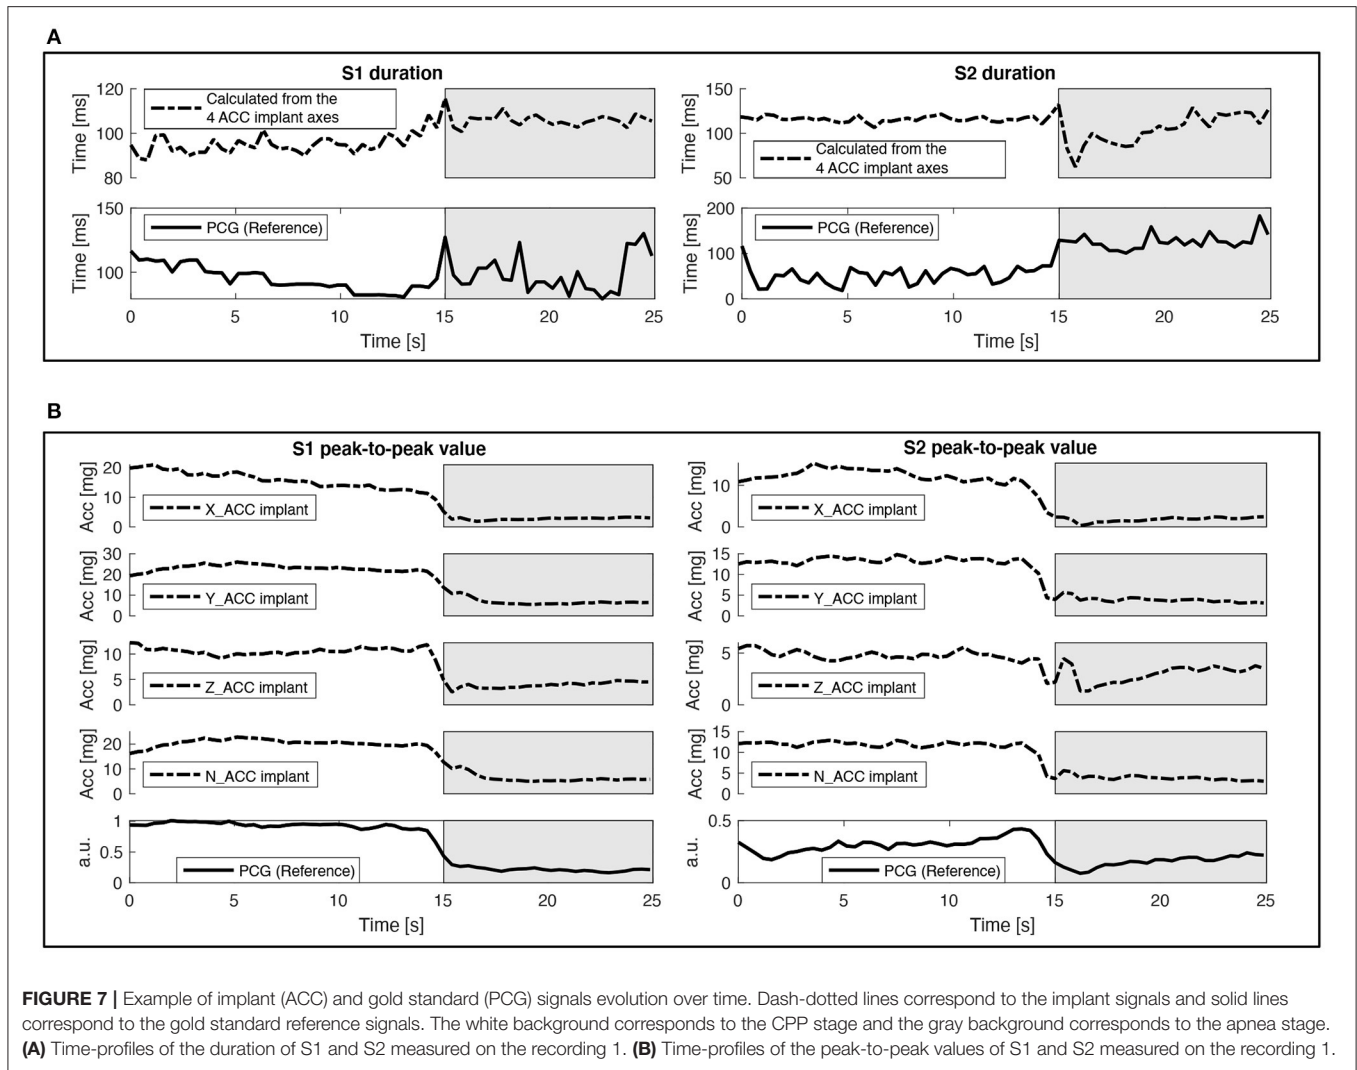 A
S1 duration
S2 duration
Time [ms]
120
100
80
Calculated from the
4 ACC implant axes
Time [ms]
150
100
50
Calculated from the
4 ACC implant axes
Time [ms]
150
100
PCG (Reference)
0
5
10
15
20
25
Time [s]
Time [ms]
200
100
0
PCG (Reference)
0
5
10
15
20
25
Time [s]
B
S1 peak-to-peak value
S2 peak-to-peak value
Acc [mg]
20
10
0
X_ACC implant
Acc [mg]
10
0
X_ACC implant
Acc [mg]
30
20
10
0
Y_ACC implant
Acc [mg]
15
10
5
0
Y_ACC implant
Acc [mg]
10
5
0
Z_ACC implant
Acc [mg]
5
0
Z_ACC implant
Acc [mg]
20
10
0
N_ACC implant
Acc [mg]
15
10
5
0
N_ACC implant
a.u.
1
0.5
0
PCG (Reference)
0
5
10
15
20
25
Time [s]
a.u.
0.5
0
PCG (Reference)
0
5
10
15
20
25
Time [s]
FIGURE 7 | Example of implant (ACC) and gold standard (PCG) signals evolution over time. Dash-dotted lines correspond to the implant signals and solid lines
correspond to the gold standard reference signals. The white background corresponds to the CPP stage and the gray background corresponds to the apnea stage.
(A) Time-profiles of the duration of S1 and S2 measured on the recording 1. (B) Time-profiles of the peak-to-peak values of S1 and S2 measured on the recording 1.